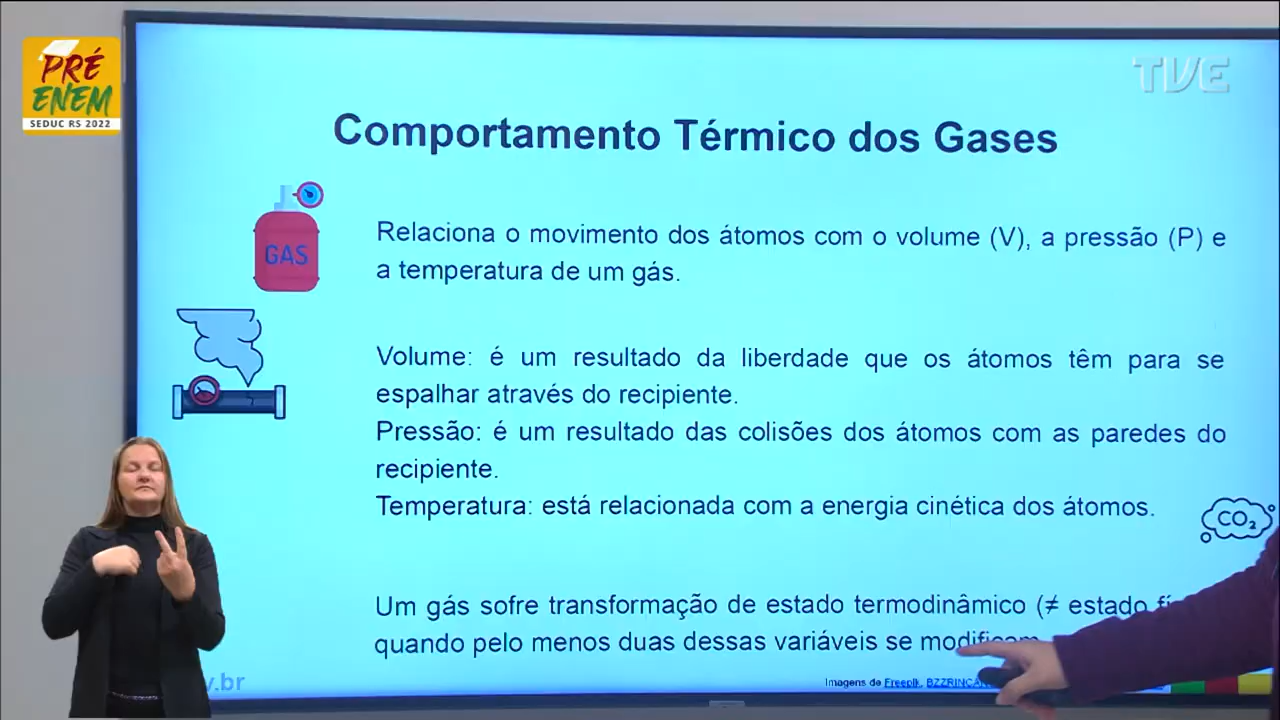 PRÉ
ENEM
SEDUC RS 2022
TVE
Comportamento Térmico dos Gases
GAS
Relaciona o movimento dos átomos com o volume (V), a pressão (P) e
a temperatura de um gás.
Volume: é um resultado da liberdade que os átomos têm para se
espalhar através do recipiente.
Pressão: é um resultado das colisões dos átomos com as paredes do
recipiente.
Temperatura: está relacionada com a energia cinética dos átomos.
CO₂
Um gás sofre transformação de estado termodinâmico (≠ estado
quando pelo menos duas dessas variáveis se modificam
v.br
Imagens de Freepik,